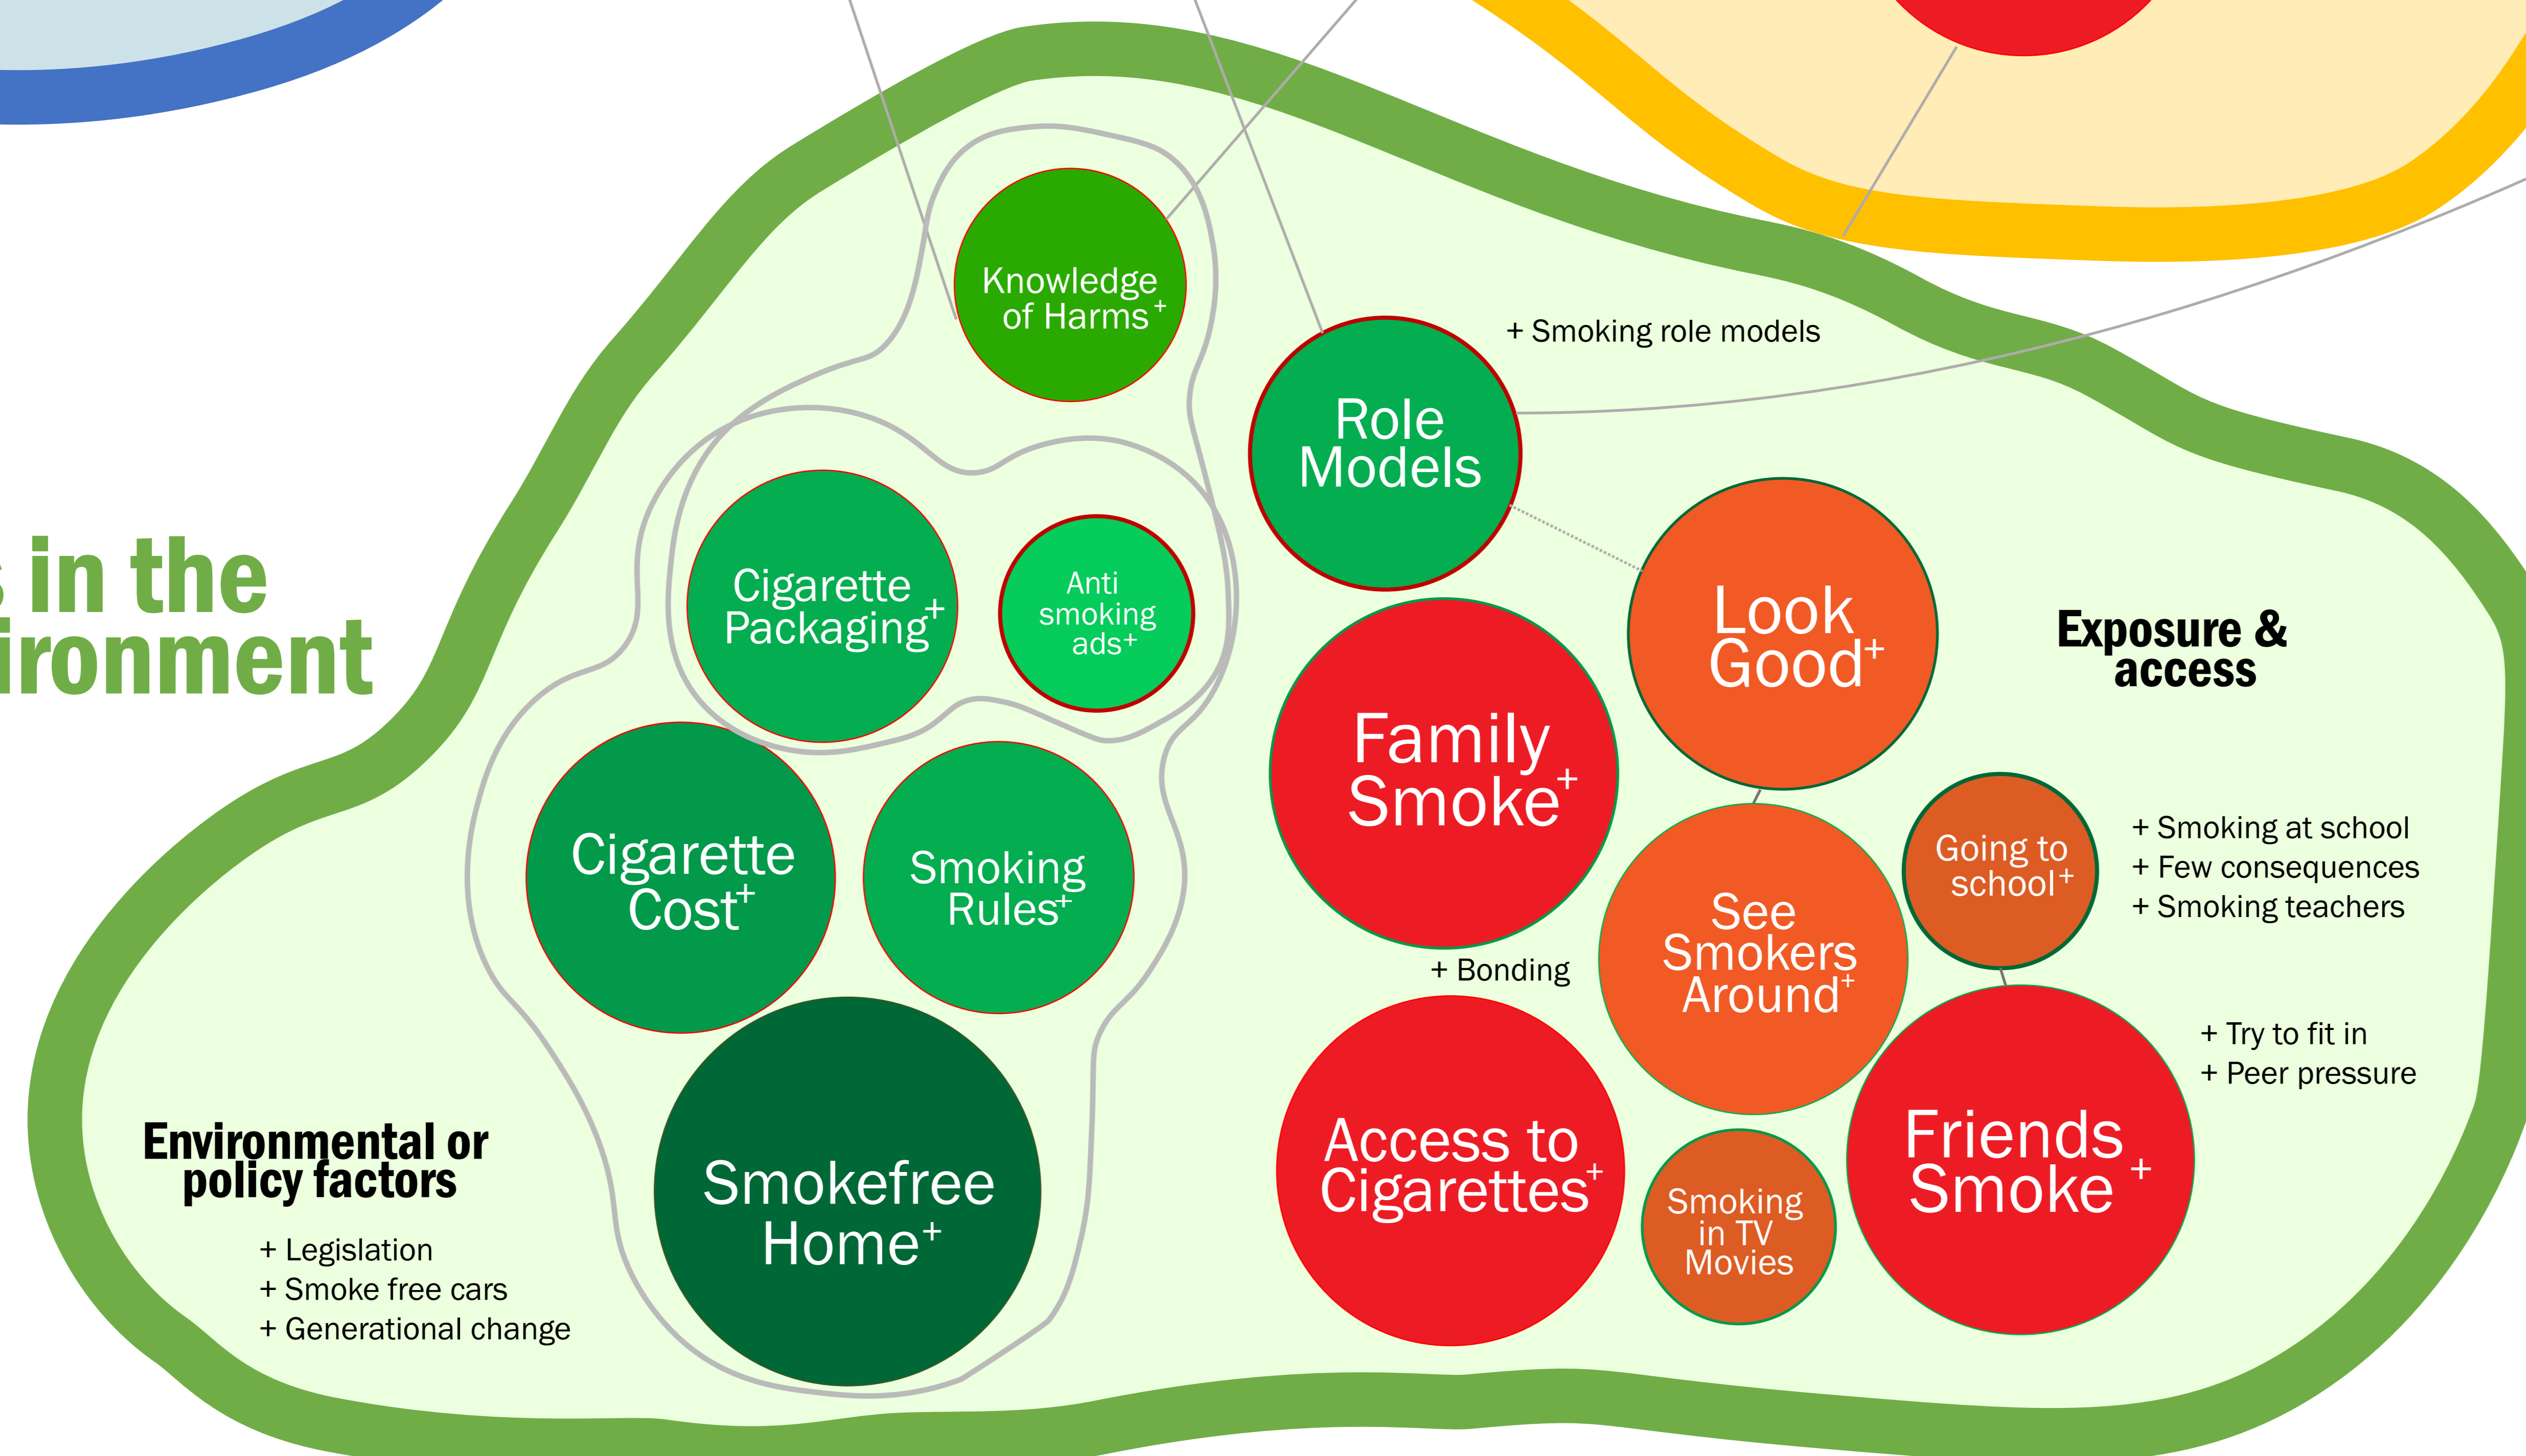 in the
ironment
Knowledge
of Harms +
Role
Models
+ Smoking role models
Cigarette
Packaging+
Anti
smoking
ads+
Look
Good+
Exposure &
access
Family
Smoke+
+ Bonding
Cigarette
Cost+
Smoking
Rules+
See
Smokers
Around+
Going to
school+
+ Smoking at school
+ Few consequences
+ Smoking teachers
+ Try to fit in
+ Peer pressure
Friends
Smoke +
Access to
Cigarettes+
Smoking
in TV
Movies
Smokefree
Home+
Environmental or
policy factors
+ Legislation
+ Smoke free cars
+ Generational change